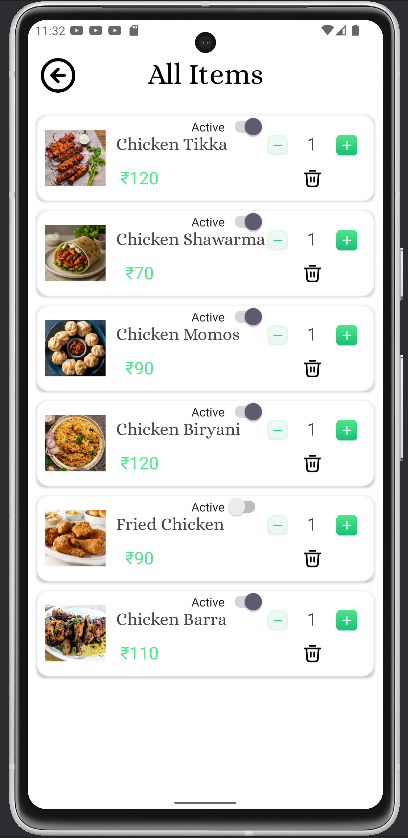 11:32
All Items
Active
Chicken Tikka
− 1 +
₹120
Active
Chicken Shawarma
− 1 +
₹70
Active
Chicken Momos
− 1 +
₹90
Active
Chicken Biryani
− 1 +
₹120
Active
Fried Chicken
− 1 +
₹90
Active
Chicken Barra
− 1 +
₹110